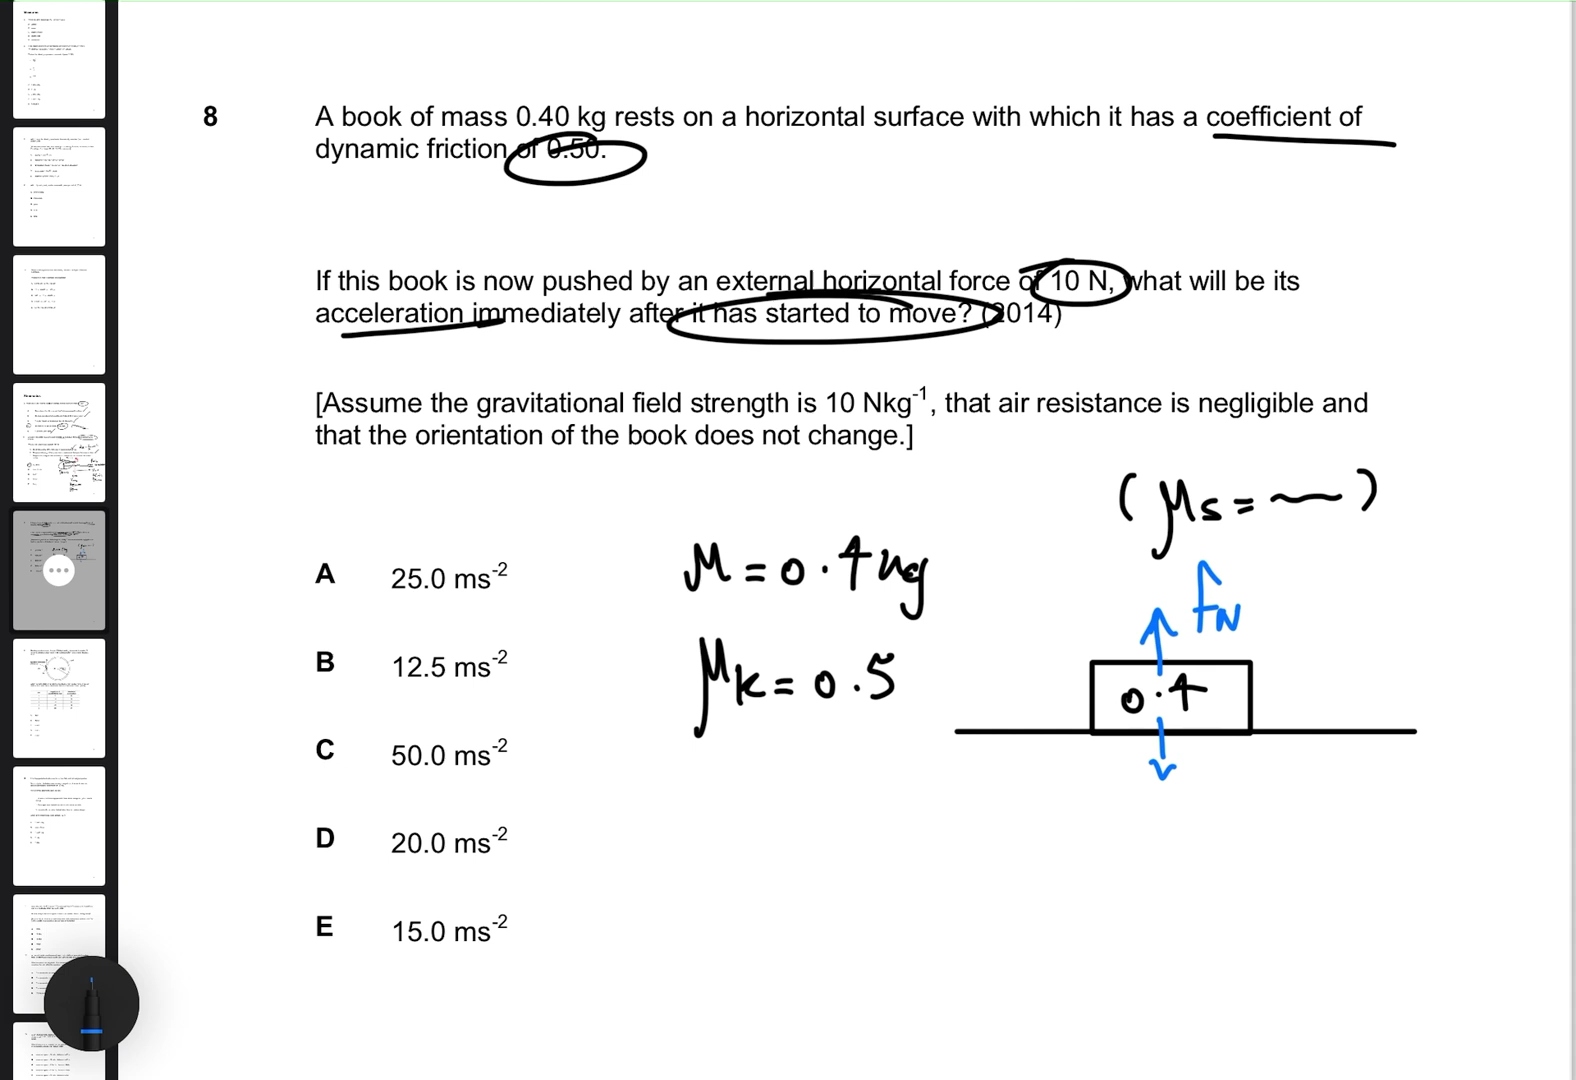 8 A book of mass 0.40 kg rests on a horizontal surface with which it has a coefficient of
dynamic friction of 0.50.
If this book is now pushed by an external horizontal force of 10 N, what will be its
acceleration immediately after it has started to move? (2014)
[Assume the gravitational field strength is 10 Nkg⁻¹, that air resistance is negligible and
that the orientation of the book does not change.]
(μs = ~)
M = 0.4 kg
FN
A 25.0 ms⁻²
B 12.5 ms⁻²
μk = 0.5
0.4
C 50.0 ms⁻²
D 20.0 ms⁻²
E 15.0 ms⁻²